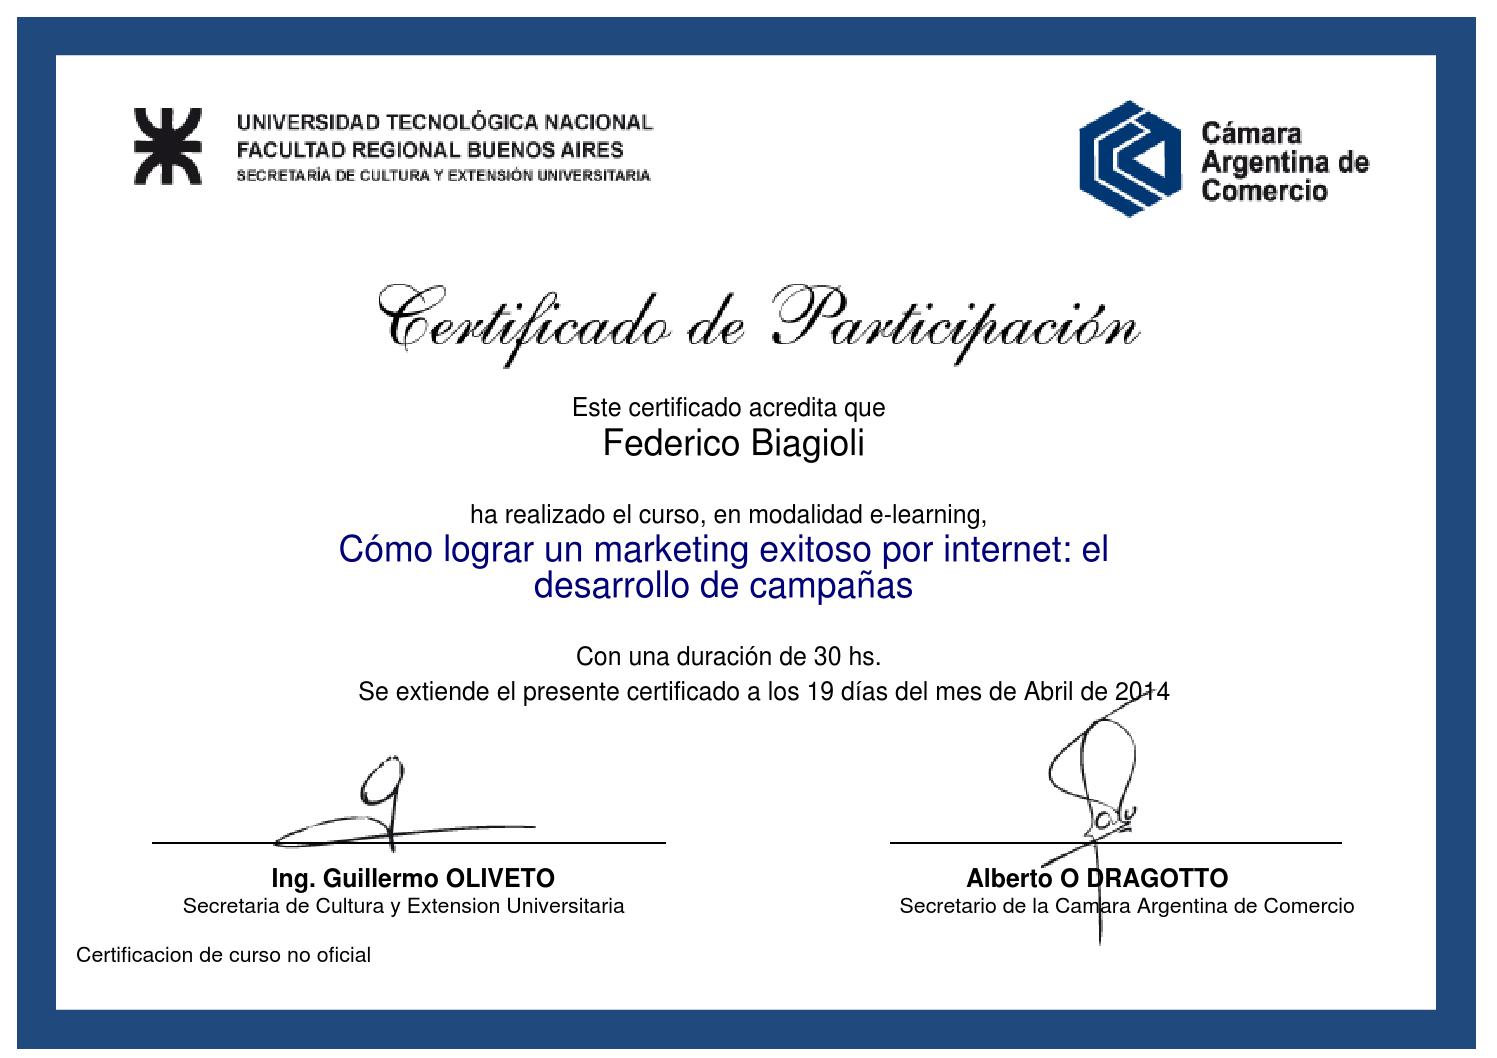 UNIVERSIDAD TECNOLÓGICA NACIONAL
FACULTAD REGIONAL BUENOS AIRES
SECRETARÍA DE CULTURA Y EXTENSIÓN UNIVERSITARIA
Cámara
Argentina de
Comercio
Certificado de Participación
Este certificado acredita que
Federico Biagioli
ha realizado el curso, en modalidad e-learning,
Cómo lograr un marketing exitoso por internet: el
desarrollo de campañas
Con una duración de 30 hs.
Se extiende el presente certificado a los 19 días del mes de Abril de 2014
Ing. Guillermo OLIVETO
Secretaria de Cultura y Extension Universitaria
Alberto O DRAGOTTO
Secretario de la Camara Argentina de Comercio
Certificacion de curso no oficial